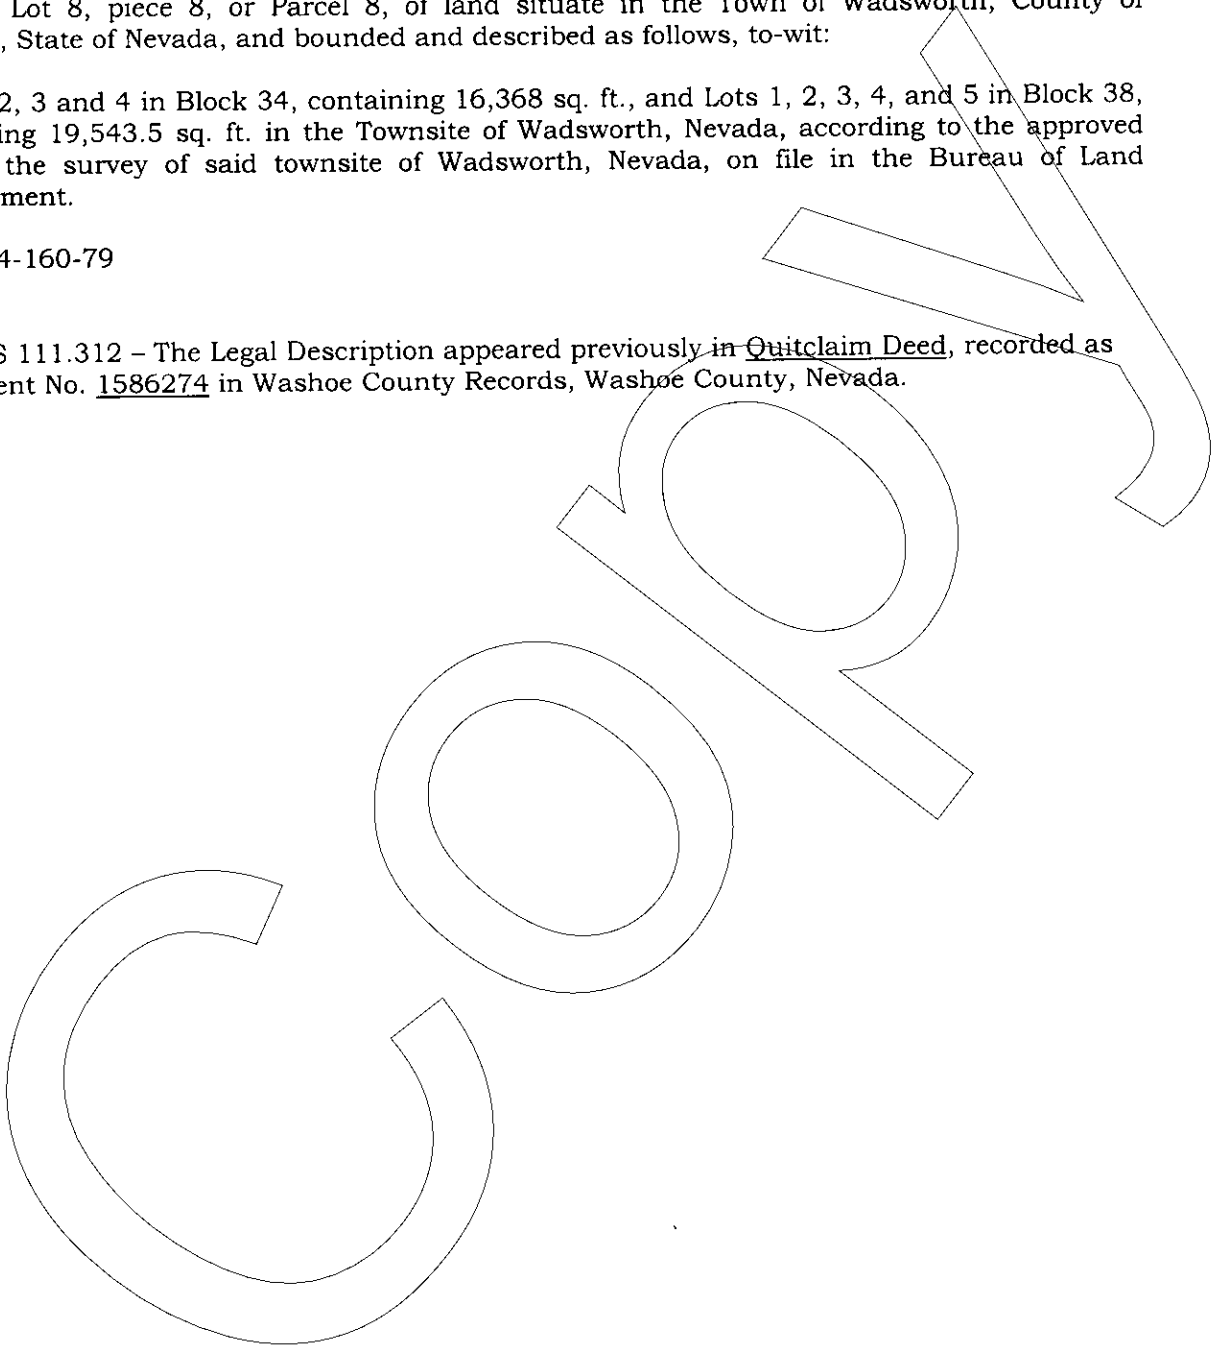 Lot 8, piece 8, or Parcel 8, of land situate in the Town of Wadsworth, County of
, State of Nevada, and bounded and described as follows, to-wit:
2, 3 and 4 in Block 34, containing 16,368 sq. ft., and Lots 1, 2, 3, 4, and 5 in Block 38,
ing 19,543.5 sq. ft. in the Townsite of Wadsworth, Nevada, according to the approved
the survey of said townsite of Wadsworth, Nevada, on file in the Bureau of Land
ment.
4-160-79
S 111.312 – The Legal Description appeared previously in Quitclaim Deed, recorded as
ent No. 1586274 in Washoe County Records, Washoe County, Nevada.
Copy